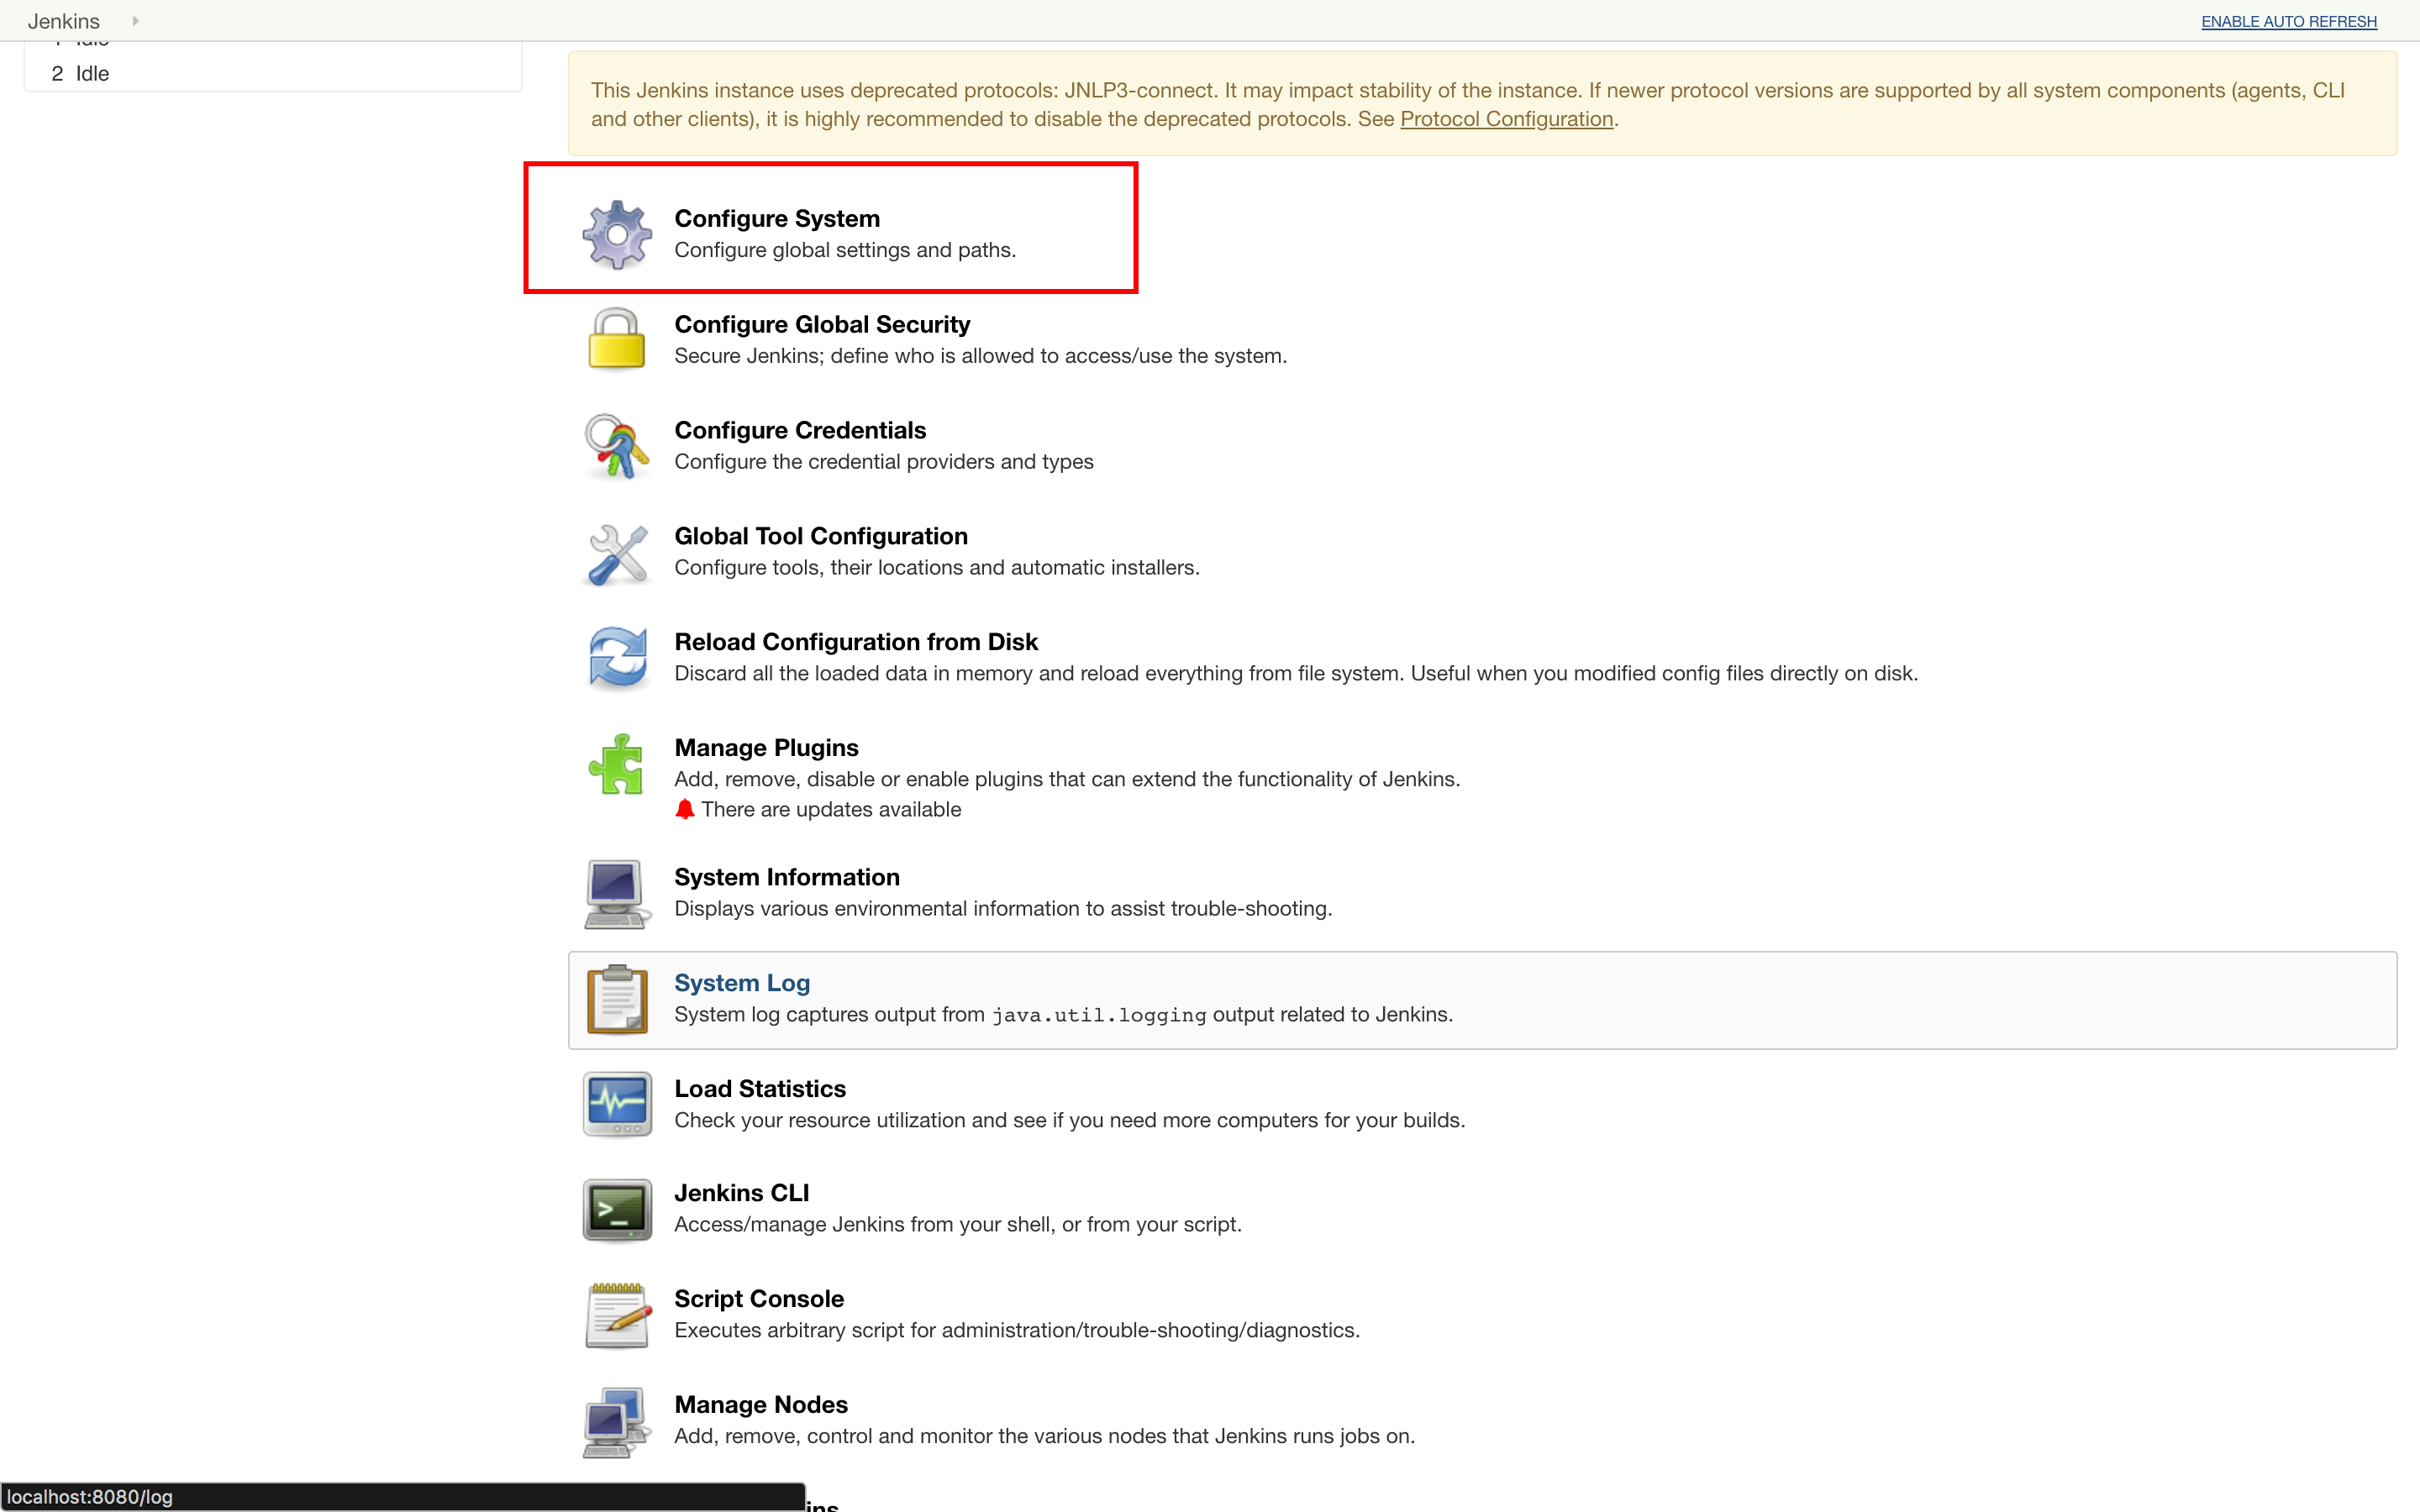 Jenkins
ENABLE AUTO REFRESH
2 Idle
This Jenkins instance uses deprecated protocols: JNLP3-connect. It may impact stability of the instance. If newer protocol versions are supported by all system components (agents, CLI
and other clients), it is highly recommended to disable the deprecated protocols. See Protocol Configuration.
Configure System
Configure global settings and paths.
Configure Global Security
Secure Jenkins; define who is allowed to access/use the system.
Configure Credentials
Configure the credential providers and types
Global Tool Configuration
Configure tools, their locations and automatic installers.
Reload Configuration from Disk
Discard all the loaded data in memory and reload everything from file system. Useful when you modified config files directly on disk.
Manage Plugins
Add, remove, disable or enable plugins that can extend the functionality of Jenkins.
There are updates available
System Information
Displays various environmental information to assist trouble-shooting.
System Log
System log captures output from java.util.logging output related to Jenkins.
Load Statistics
Check your resource utilization and see if you need more computers for your builds.
Jenkins CLI
Access/manage Jenkins from your shell, or from your script.
Script Console
Executes arbitrary script for administration/trouble-shooting/diagnostics.
Manage Nodes
Add, remove, control and monitor the various nodes that Jenkins runs jobs on.
localhost:8080/log